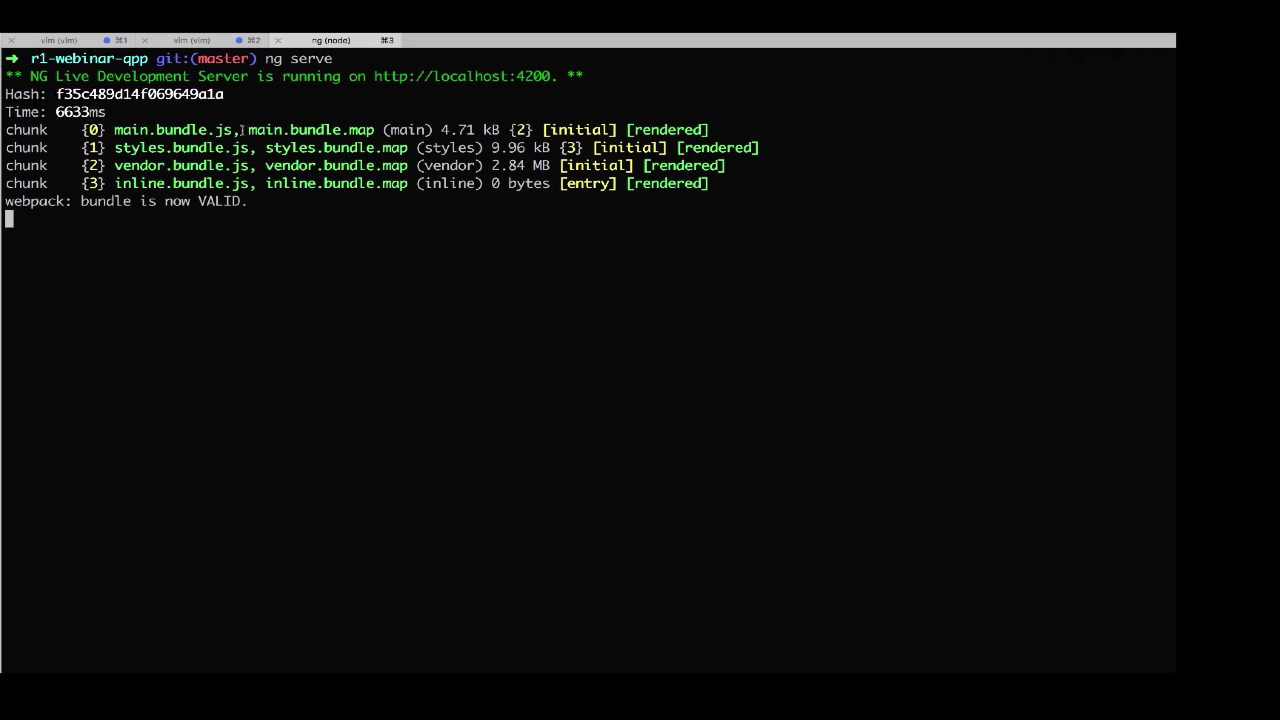 vim (vim) ⌘1 vim (vim) ⌘2 ng (node) ⌘3
➜ r1-webinar-app git:(master) ng serve
** NG Live Development Server is running on http://localhost:4200. **
Hash: f35c489d14f069649a1a
Time: 6633ms
chunk {0} main.bundle.js, main.bundle.map (main) 4.71 kB {2} [initial] [rendered]
chunk {1} styles.bundle.js, styles.bundle.map (styles) 9.96 kB {3} [initial] [rendered]
chunk {2} vendor.bundle.js, vendor.bundle.map (vendor) 2.84 MB [initial] [rendered]
chunk {3} inline.bundle.js, inline.bundle.map (inline) 0 bytes [entry] [rendered]
webpack: bundle is now VALID.